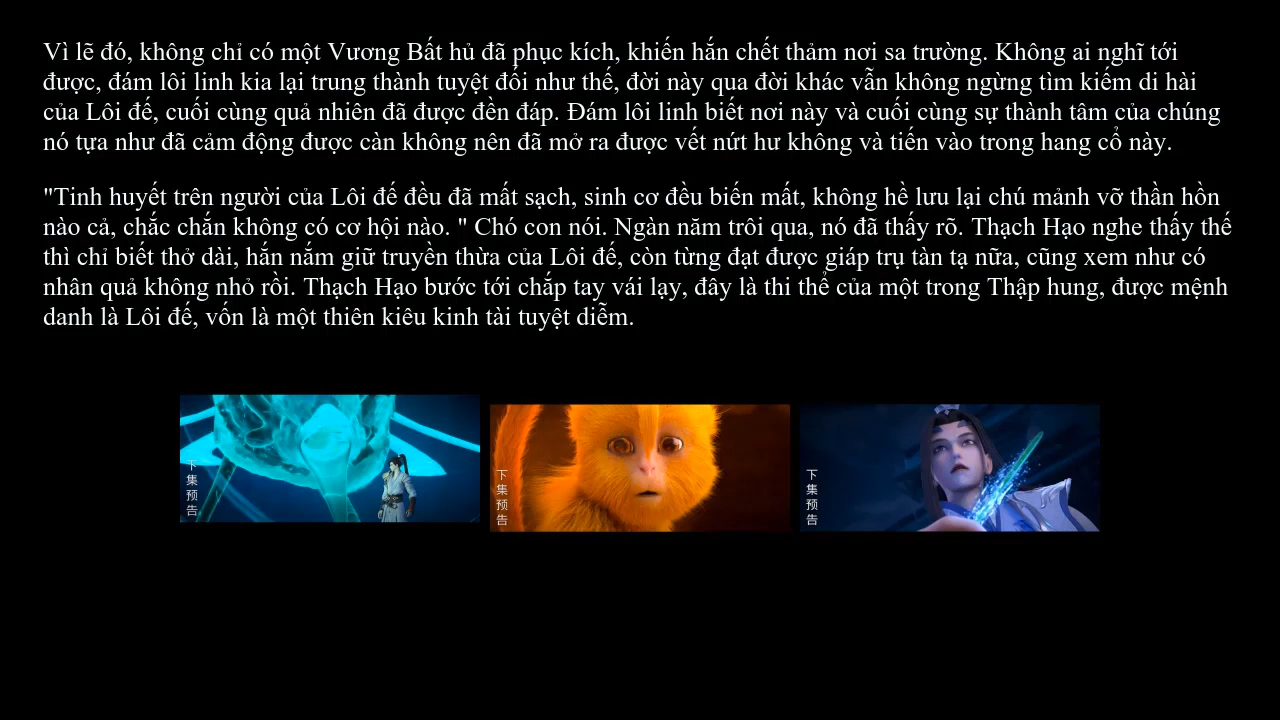 Vì lẽ đó, không chỉ có một Vương Bất hủ đã phục kích, khiến hắn chết thảm nơi sa trường. Không ai nghĩ tới
được, đám lôi linh kia lại trung thành tuyệt đối như thế, đời này qua đời khác vẫn không ngừng tìm kiếm di hài
của Lôi đế, cuối cùng quả nhiên đã được đền đáp. Đám lôi linh biết nơi này và cuối cùng sự thành tâm của chúng
nó tựa như đã cảm động được càn không nên đã mở ra được vết nứt hư không và tiến vào trong hang cổ này.
"Tinh huyết trên người của Lôi đế đều đã mất sạch, sinh cơ đều biến mất, không hề lưu lại chú mảnh vỡ thần hồn
nào cả, chắc chắn không có cơ hội nào. " Chó con nói. Ngàn năm trôi qua, nó đã thấy rõ. Thạch Hạo nghe thấy thế
thì chỉ biết thở dài, hắn nắm giữ truyền thừa của Lôi đế, còn từng đạt được giáp trụ tàn tạ nữa, cũng xem như có
nhân quả không nhỏ rồi. Thạch Hạo bước tới chắp tay vái lạy, đây là thi thể của một trong Thập hung, được mệnh
danh là Lôi đế, vốn là một thiên kiêu kinh tài tuyệt diễm.
下集预告
下集预告
下集预告